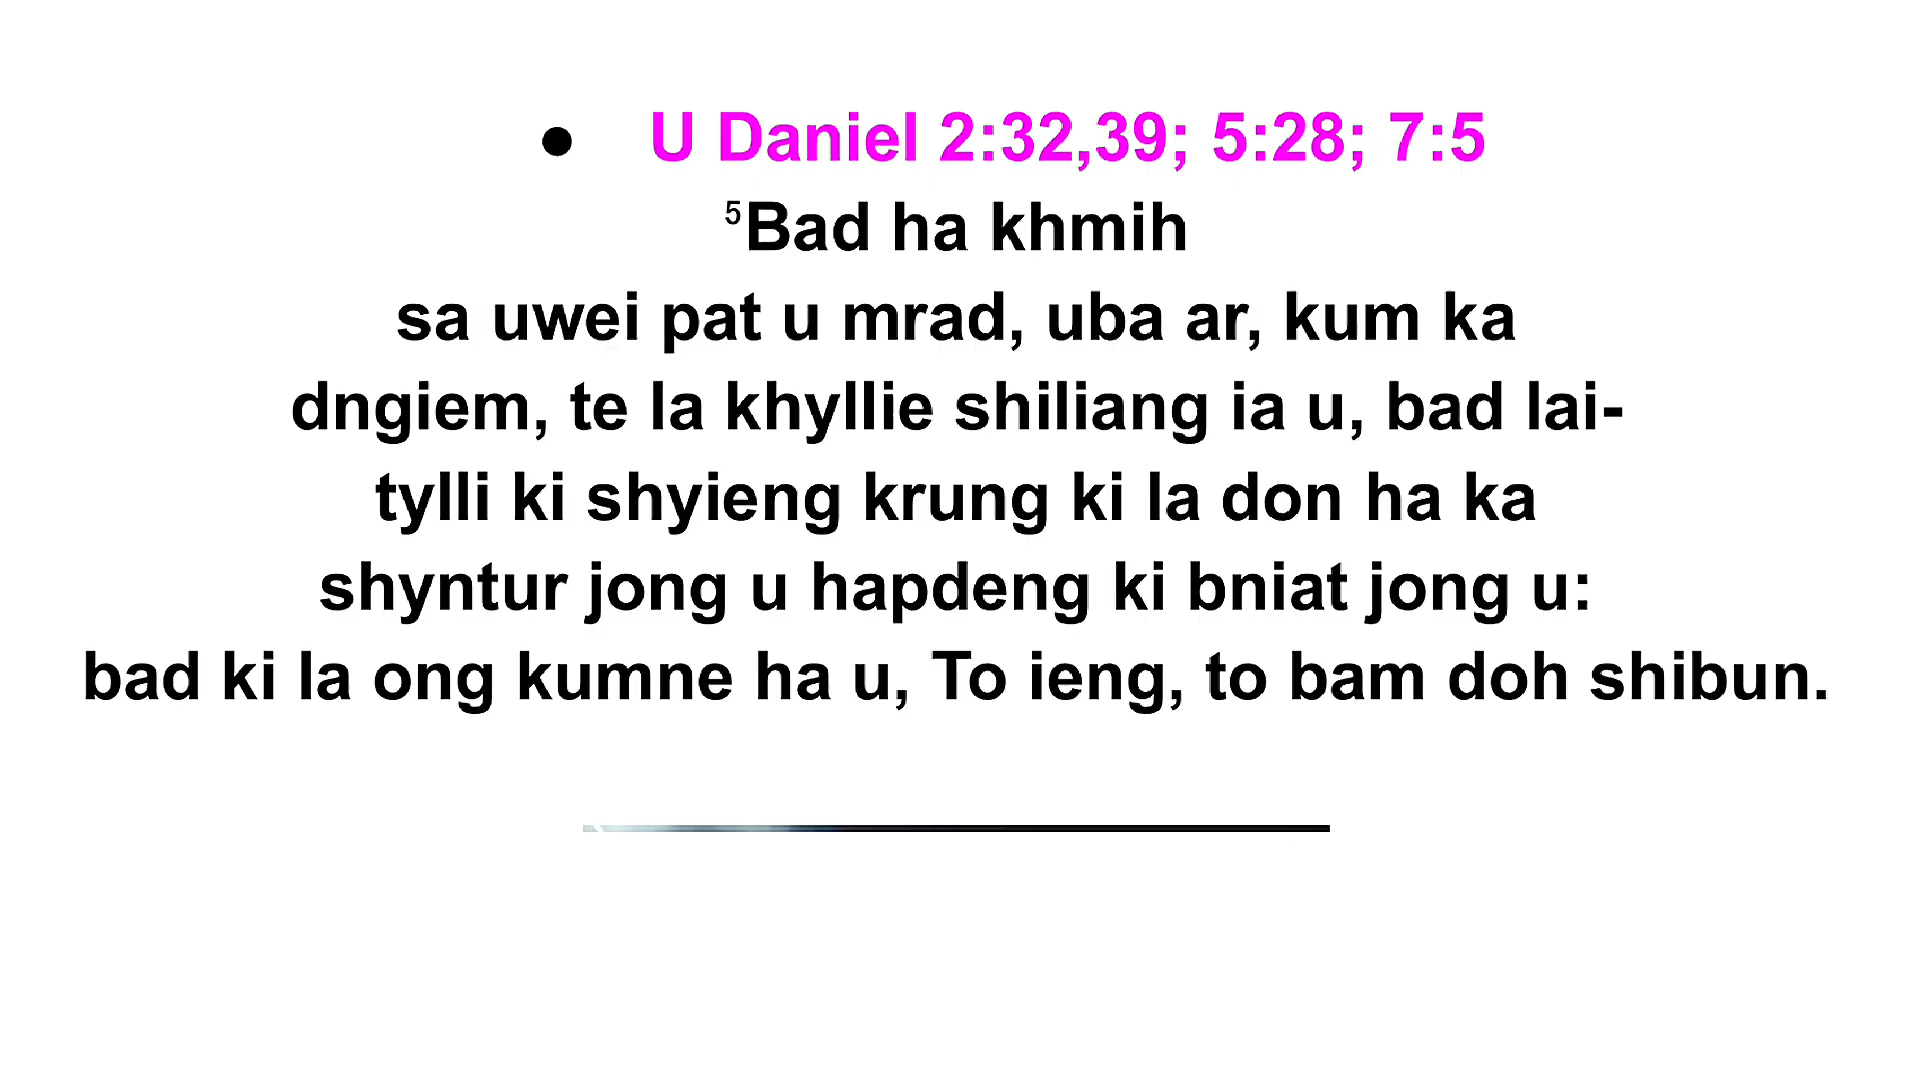 ● U Daniel 2:32,39; 5:28; 7:5
⁵Bad ha khmih
sa uwei pat u mrad, uba ar, kum ka
dngiem, te la khyllie shiliang ia u, bad lai-
tylli ki shyieng krung ki la don ha ka
shyntur jong u hapdeng ki bniat jong u:
bad ki la ong kumne ha u, To ieng, to bam doh shibun.